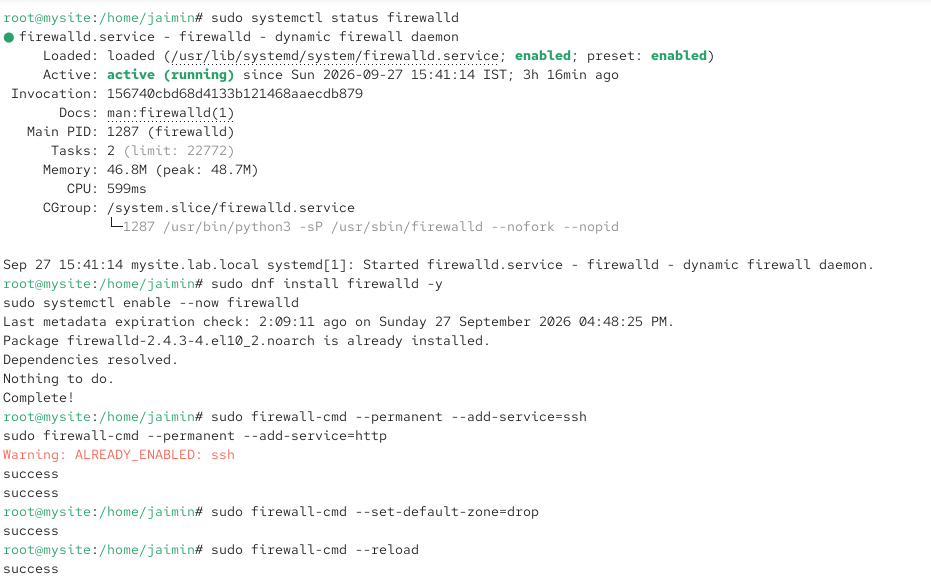 root@mysite:/home/jaimin# sudo systemctl status firewalld
● firewalld.service - firewalld - dynamic firewall daemon
     Loaded: loaded (/usr/lib/systemd/system/firewalld.service; enabled; preset: enabled)
     Active: active (running) since Sun 2026-09-27 15:41:14 IST; 3h 16min ago
 Invocation: 156740cbd68d4133b121468aaecdb879
       Docs: man:firewalld(1)
   Main PID: 1287 (firewalld)
      Tasks: 2 (limit: 22772)
     Memory: 46.8M (peak: 48.7M)
        CPU: 599ms
     CGroup: /system.slice/firewalld.service
             └─1287 /usr/bin/python3 -sP /usr/sbin/firewalld --nofork --nopid

Sep 27 15:41:14 mysite.lab.local systemd[1]: Started firewalld.service - firewalld - dynamic firewall daemon.
root@mysite:/home/jaimin# sudo dnf install firewalld -y
sudo systemctl enable --now firewalld
Last metadata expiration check: 2:09:11 ago on Sunday 27 September 2026 04:48:25 PM.
Package firewalld-2.4.3-4.el10_2.noarch is already installed.
Dependencies resolved.
Nothing to do.
Complete!
root@mysite:/home/jaimin# sudo firewall-cmd --permanent --add-service=ssh
sudo firewall-cmd --permanent --add-service=http
Warning: ALREADY_ENABLED: ssh
success
success
root@mysite:/home/jaimin# sudo firewall-cmd --set-default-zone=drop
success
root@mysite:/home/jaimin# sudo firewall-cmd --reload
success